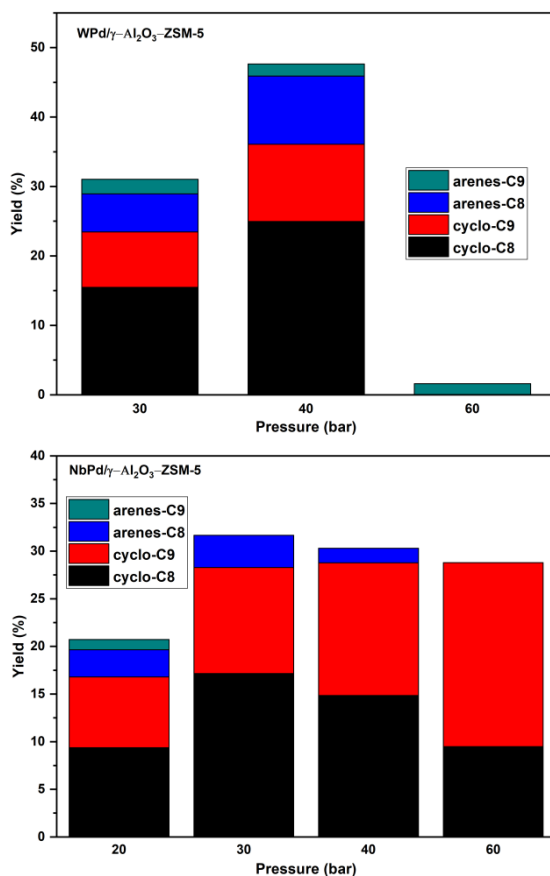 WPd/γ–Al₂O₃–ZSM-5
50
40
30
20
10
0
Yield (%)
arenes-C9
arenes-C8
cyclo-C9
cyclo-C8
30 40 60
Pressure (bar)
NbPd/γ–Al₂O₃–ZSM-5
40
35
30
25
20
15
10
5
0
Yield (%)
arenes-C9
arenes-C8
cyclo-C9
cyclo-C8
20 30 40 60
Pressure (bar)